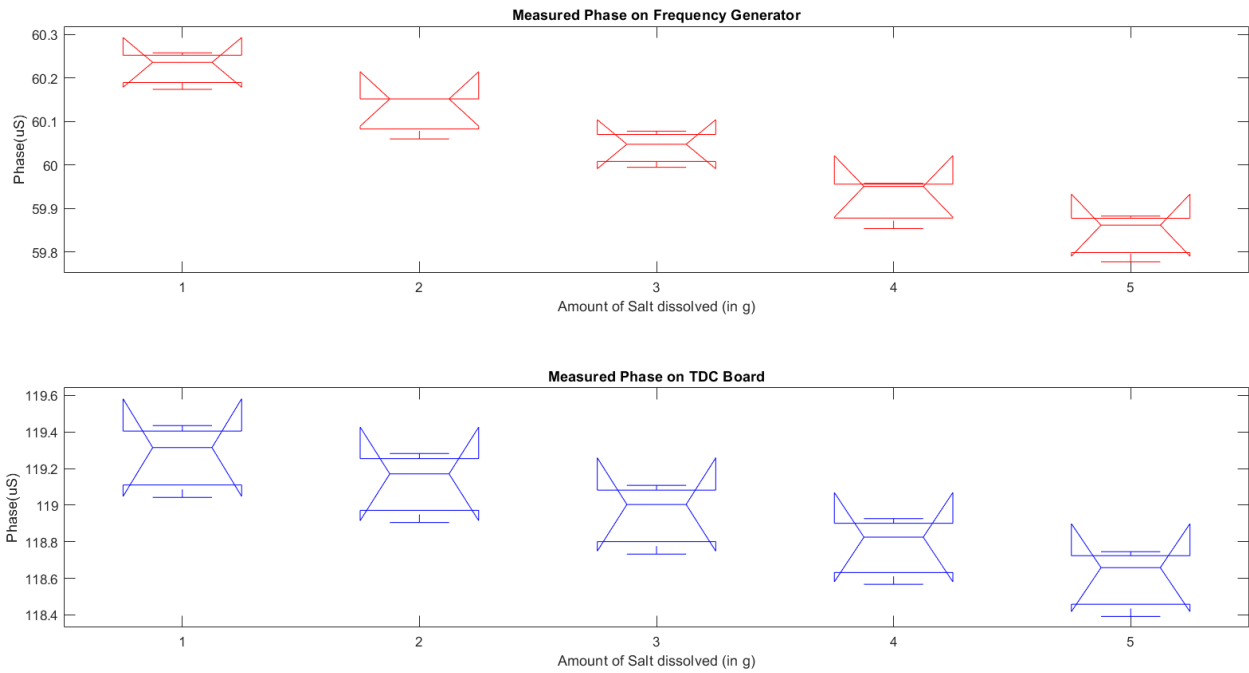 Measured Phase on Frequency Generator
60.3
60.2
60.1
60
59.9
59.8
Phase(uS)
1 2 3 4 5
Amount of Salt dissolved (in g)
Measured Phase on TDC Board
119.6
119.4
119.2
119
118.8
118.6
118.4
Phase(uS)
1 2 3 4 5
Amount of Salt dissolved (in g)